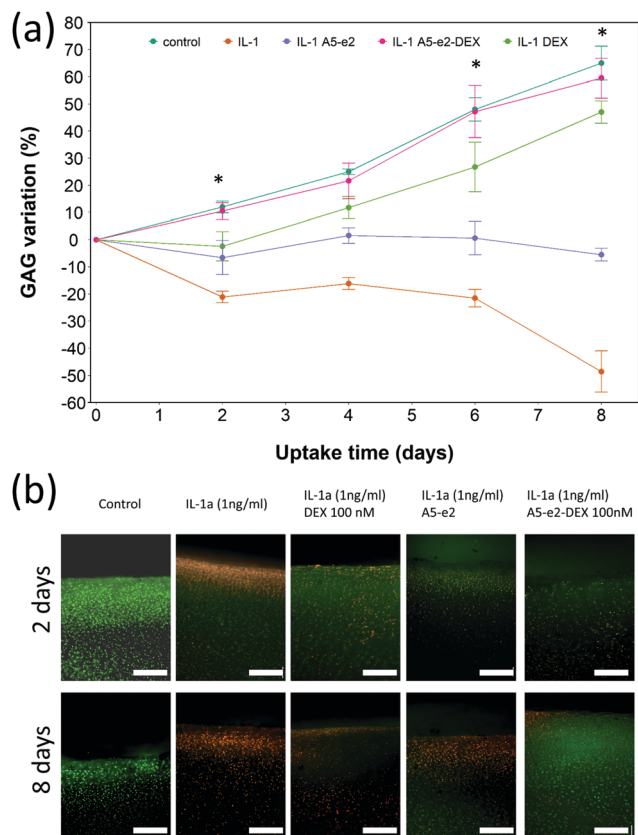 (a)
control IL-1 IL-1 A5-e2 IL-1 A5-e2-DEX IL-1 DEX
GAG variation (%)
80
70
60
50
40
30
20
10
0
-10
-20
-30
-40
-50
-60
*
*
*
0 1 2 3 4 5 6 7 8
Uptake time (days)
(b)
Control
IL-1a (1ng/ml)
IL-1a (1ng/ml)
DEX 100 nM
IL-1a (1ng/ml)
A5-e2
IL-1a (1ng/ml)
A5-e2-DEX 100nM
2 days
8 days